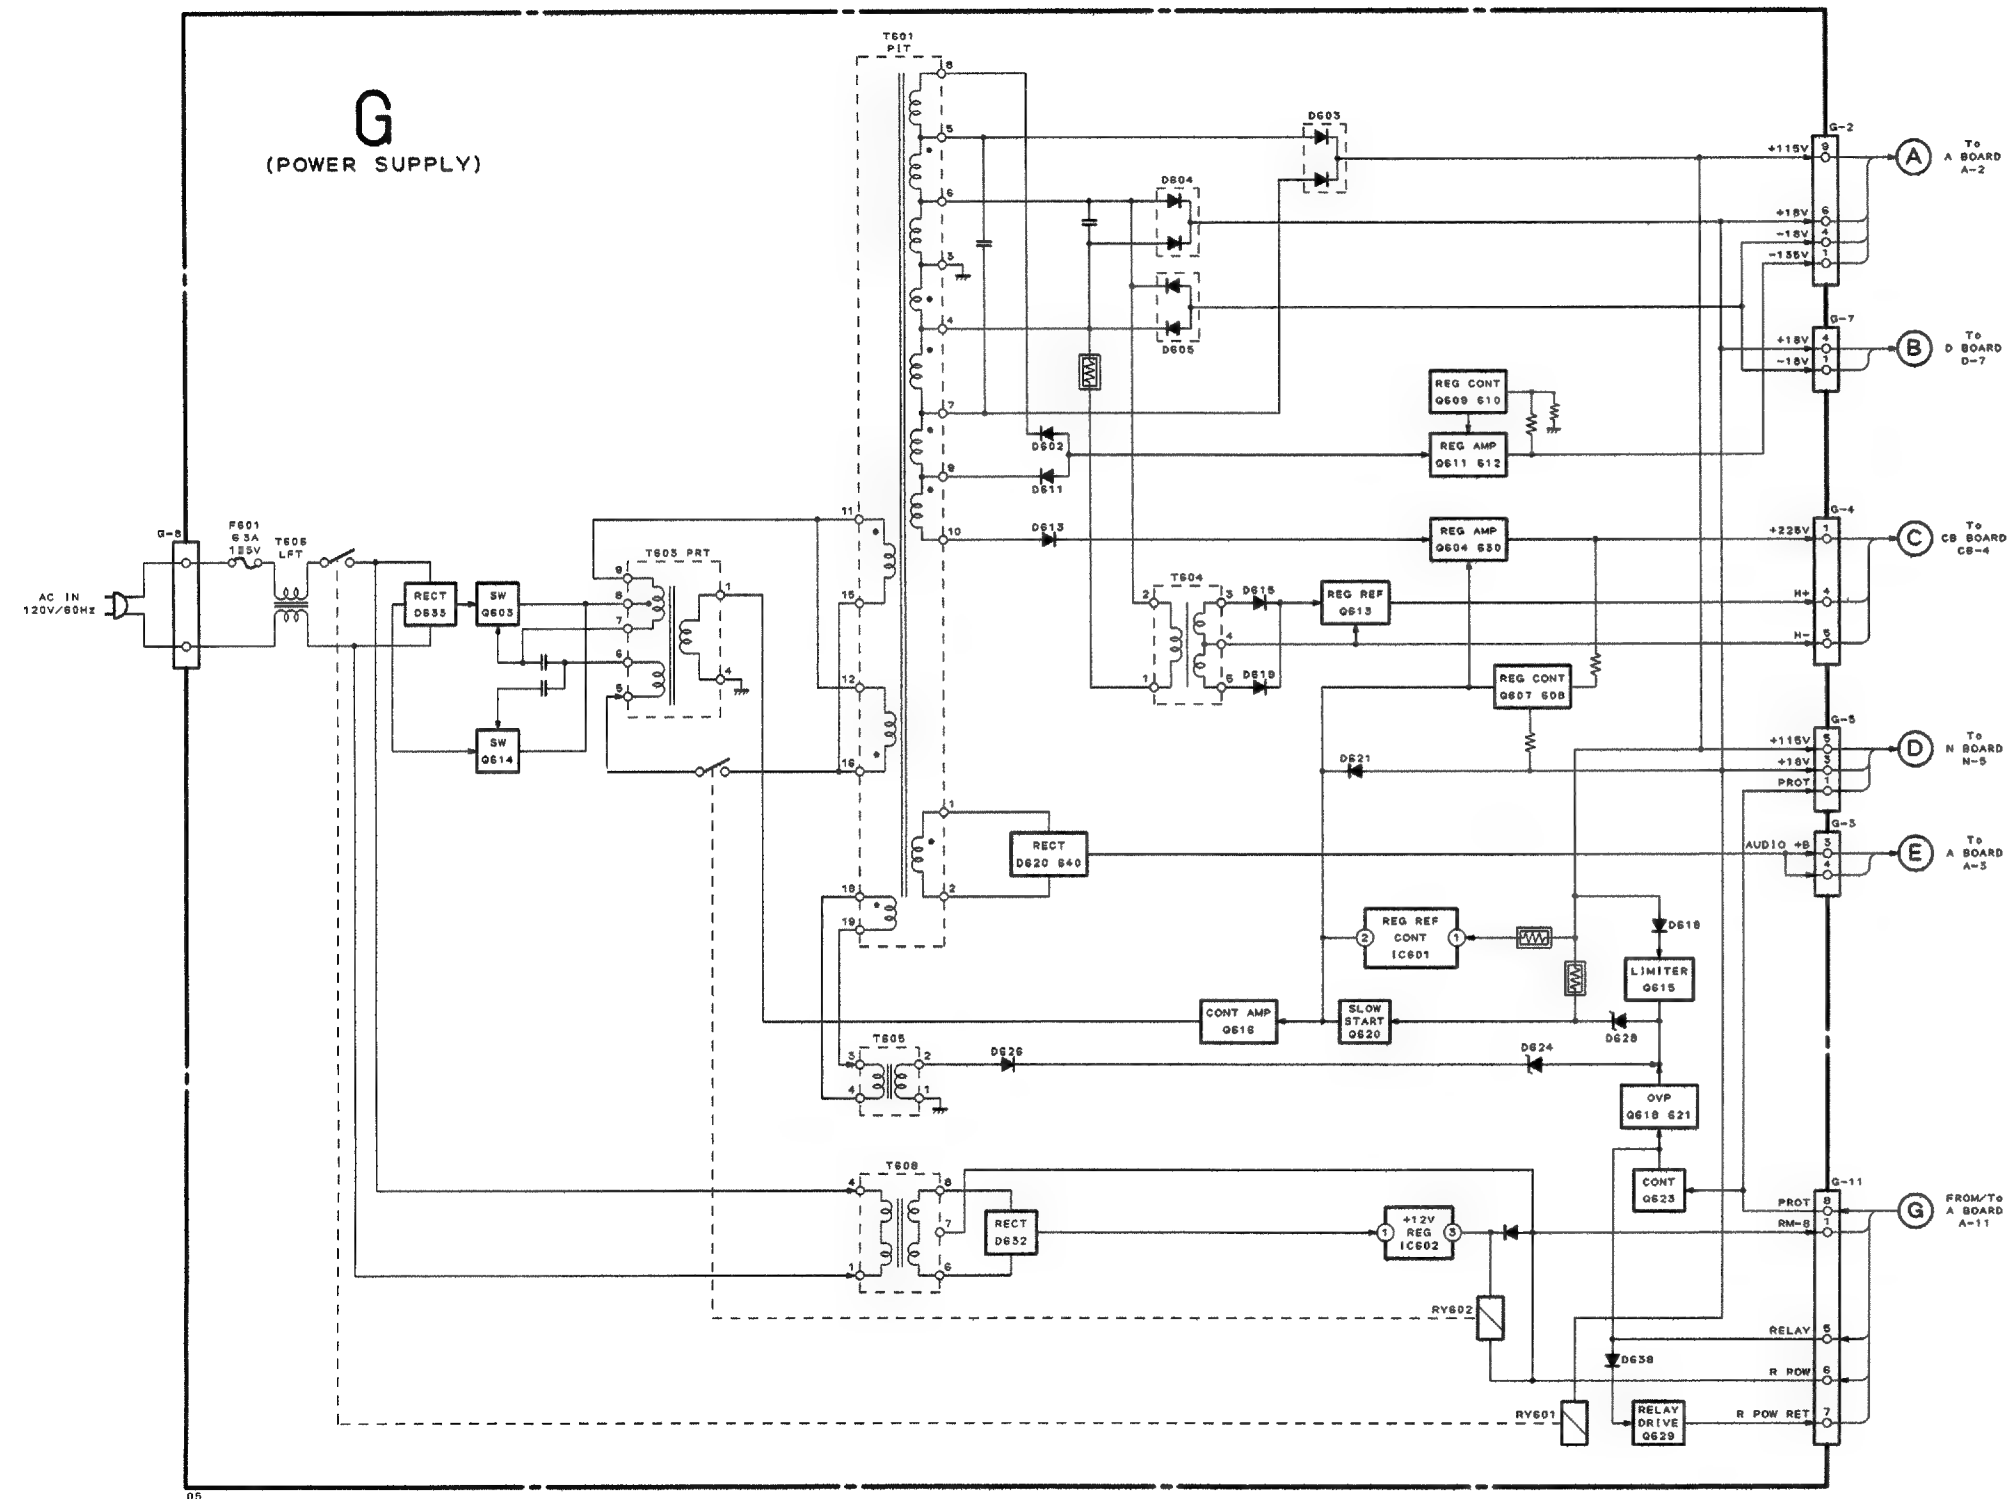 G
(POWER SUPPLY)
T601
PIT
8
5
6
3
4
7
9
10
11
15
12
16
1
2
18
19
D603
D604
D605
D602
D611
D613
REG CONT
Q609 610
REG AMP
Q611 612
REG AMP
Q604 630
G-2
+115V
9
+18V
6
-18V
4
-135V
1
A
To
A BOARD
A-2
G-7
+18V
4
-18V
1
B
To
D BOARD
D-7
G-4
+225V
1
H+
4
H-
C
To
CB BOARD
CB-4
G-5
+115V
5
+18V
3
PROT
1
D
To
N BOARD
N-5
G-3
AUDIO +B
3
4
E
To
A BOARD
A-3
AC IN
120V/60Hz
F601
T606
LFT
RECT
D633
SW
Q603
SW
Q614
T603 PRT
9
8
7
6
5
1
4
T604
2
1
3
4
5
D615
D619
REG REF
Q613
REG CONT
Q607 608
D621
RECT
D620 640
REG REF
CONT
IC601
2
1
D618
LIMITER
Q615
CONT AMP
Q616
SLOW
START
Q620
D628
T605
3
4
2
1
D626
D624
OVP
Q618 621
CONT
Q623
T608
4
1
8
7
6
RECT
D632
+12V
REG
IC602
1
3
RY602
RY601
D638
RELAY
DRIVE
Q629
G-11
PROT
8
RM-8
1
RELAY
5
R POW
6
R POW RET
7
G
FROM/To
A BOARD
A-11
05